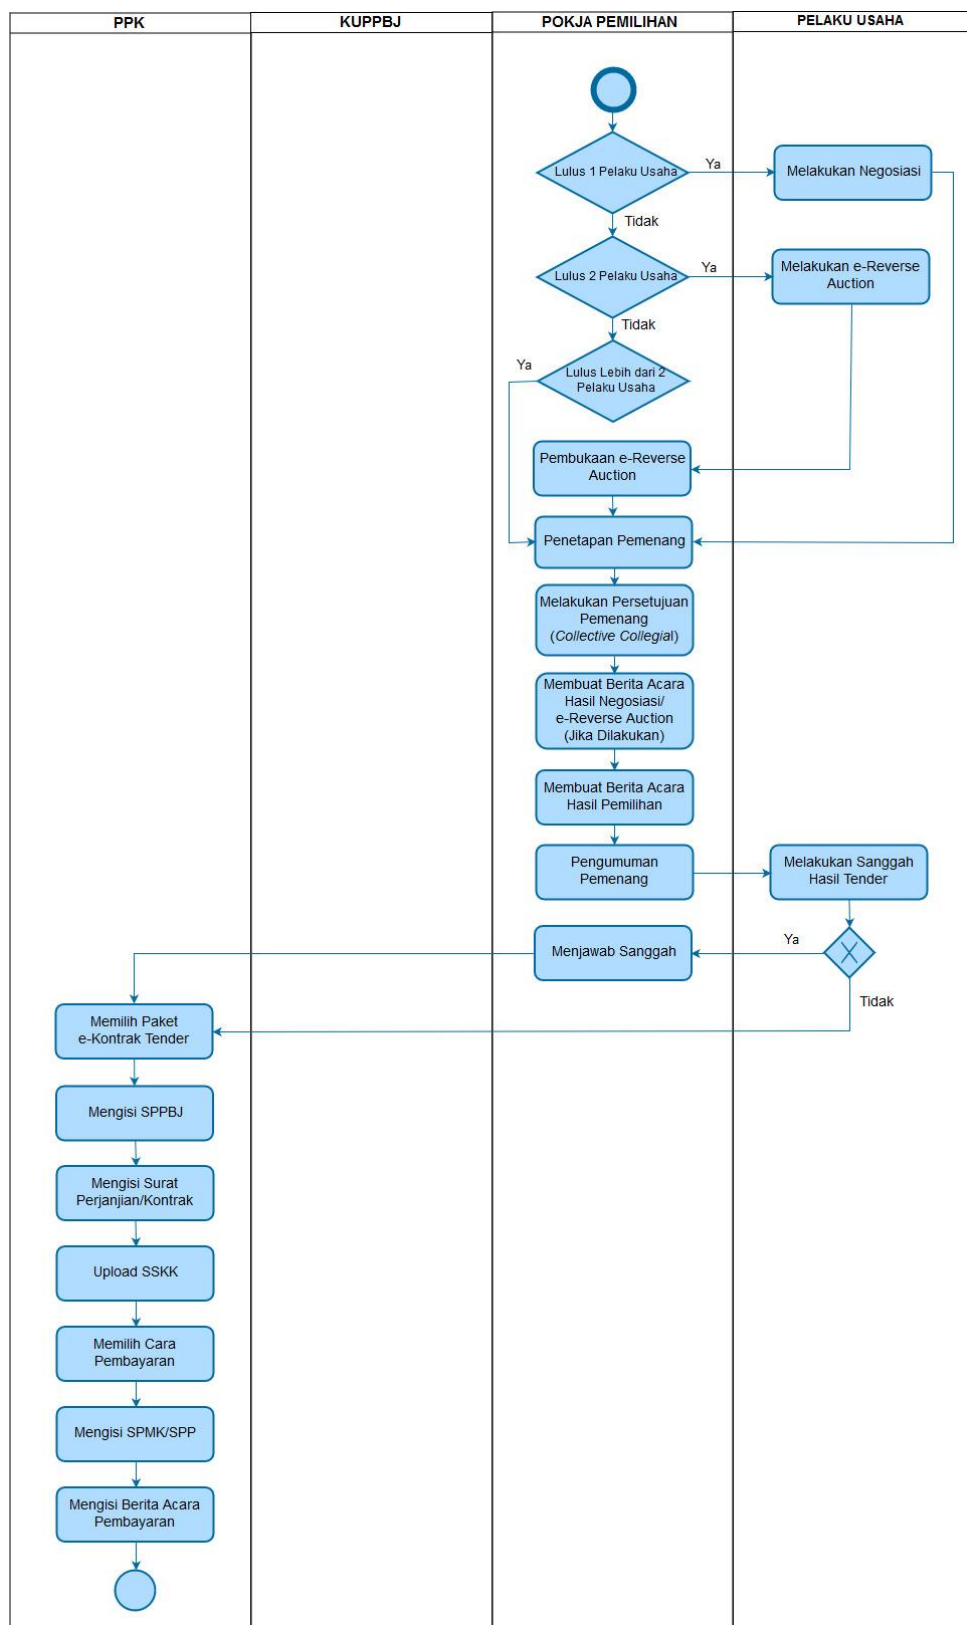 PPK
KUPPBJ
POKJA PEMILIHAN
PELAKU USAHA
Lulus 1 Pelaku Usaha
Ya
Melakukan Negosiasi
Tidak
Lulus 2 Pelaku Usaha
Ya
Melakukan e-Reverse
Auction
Tidak
Ya
Lulus Lebih dari 2
Pelaku Usaha
Pembukaan e-Reverse
Auction
Penetapan Pemenang
Melakukan Persetujuan
Pemenang
(Collective Collegial)
Membuat Berita Acara
Hasil Negosiasi/
e-Reverse Auction
(Jika Dilakukan)
Membuat Berita Acara
Hasil Pemilihan
Pengumuman
Pemenang
Melakukan Sanggah
Hasil Tender
Ya
Menjawab Sanggah
Tidak
Memilih Paket
e-Kontrak Tender
Mengisi SPPBJ
Mengisi Surat
Perjanjian/Kontrak
Upload SSKK
Memilih Cara
Pembayaran
Mengisi SPMK/SPP
Mengisi Berita Acara
Pembayaran